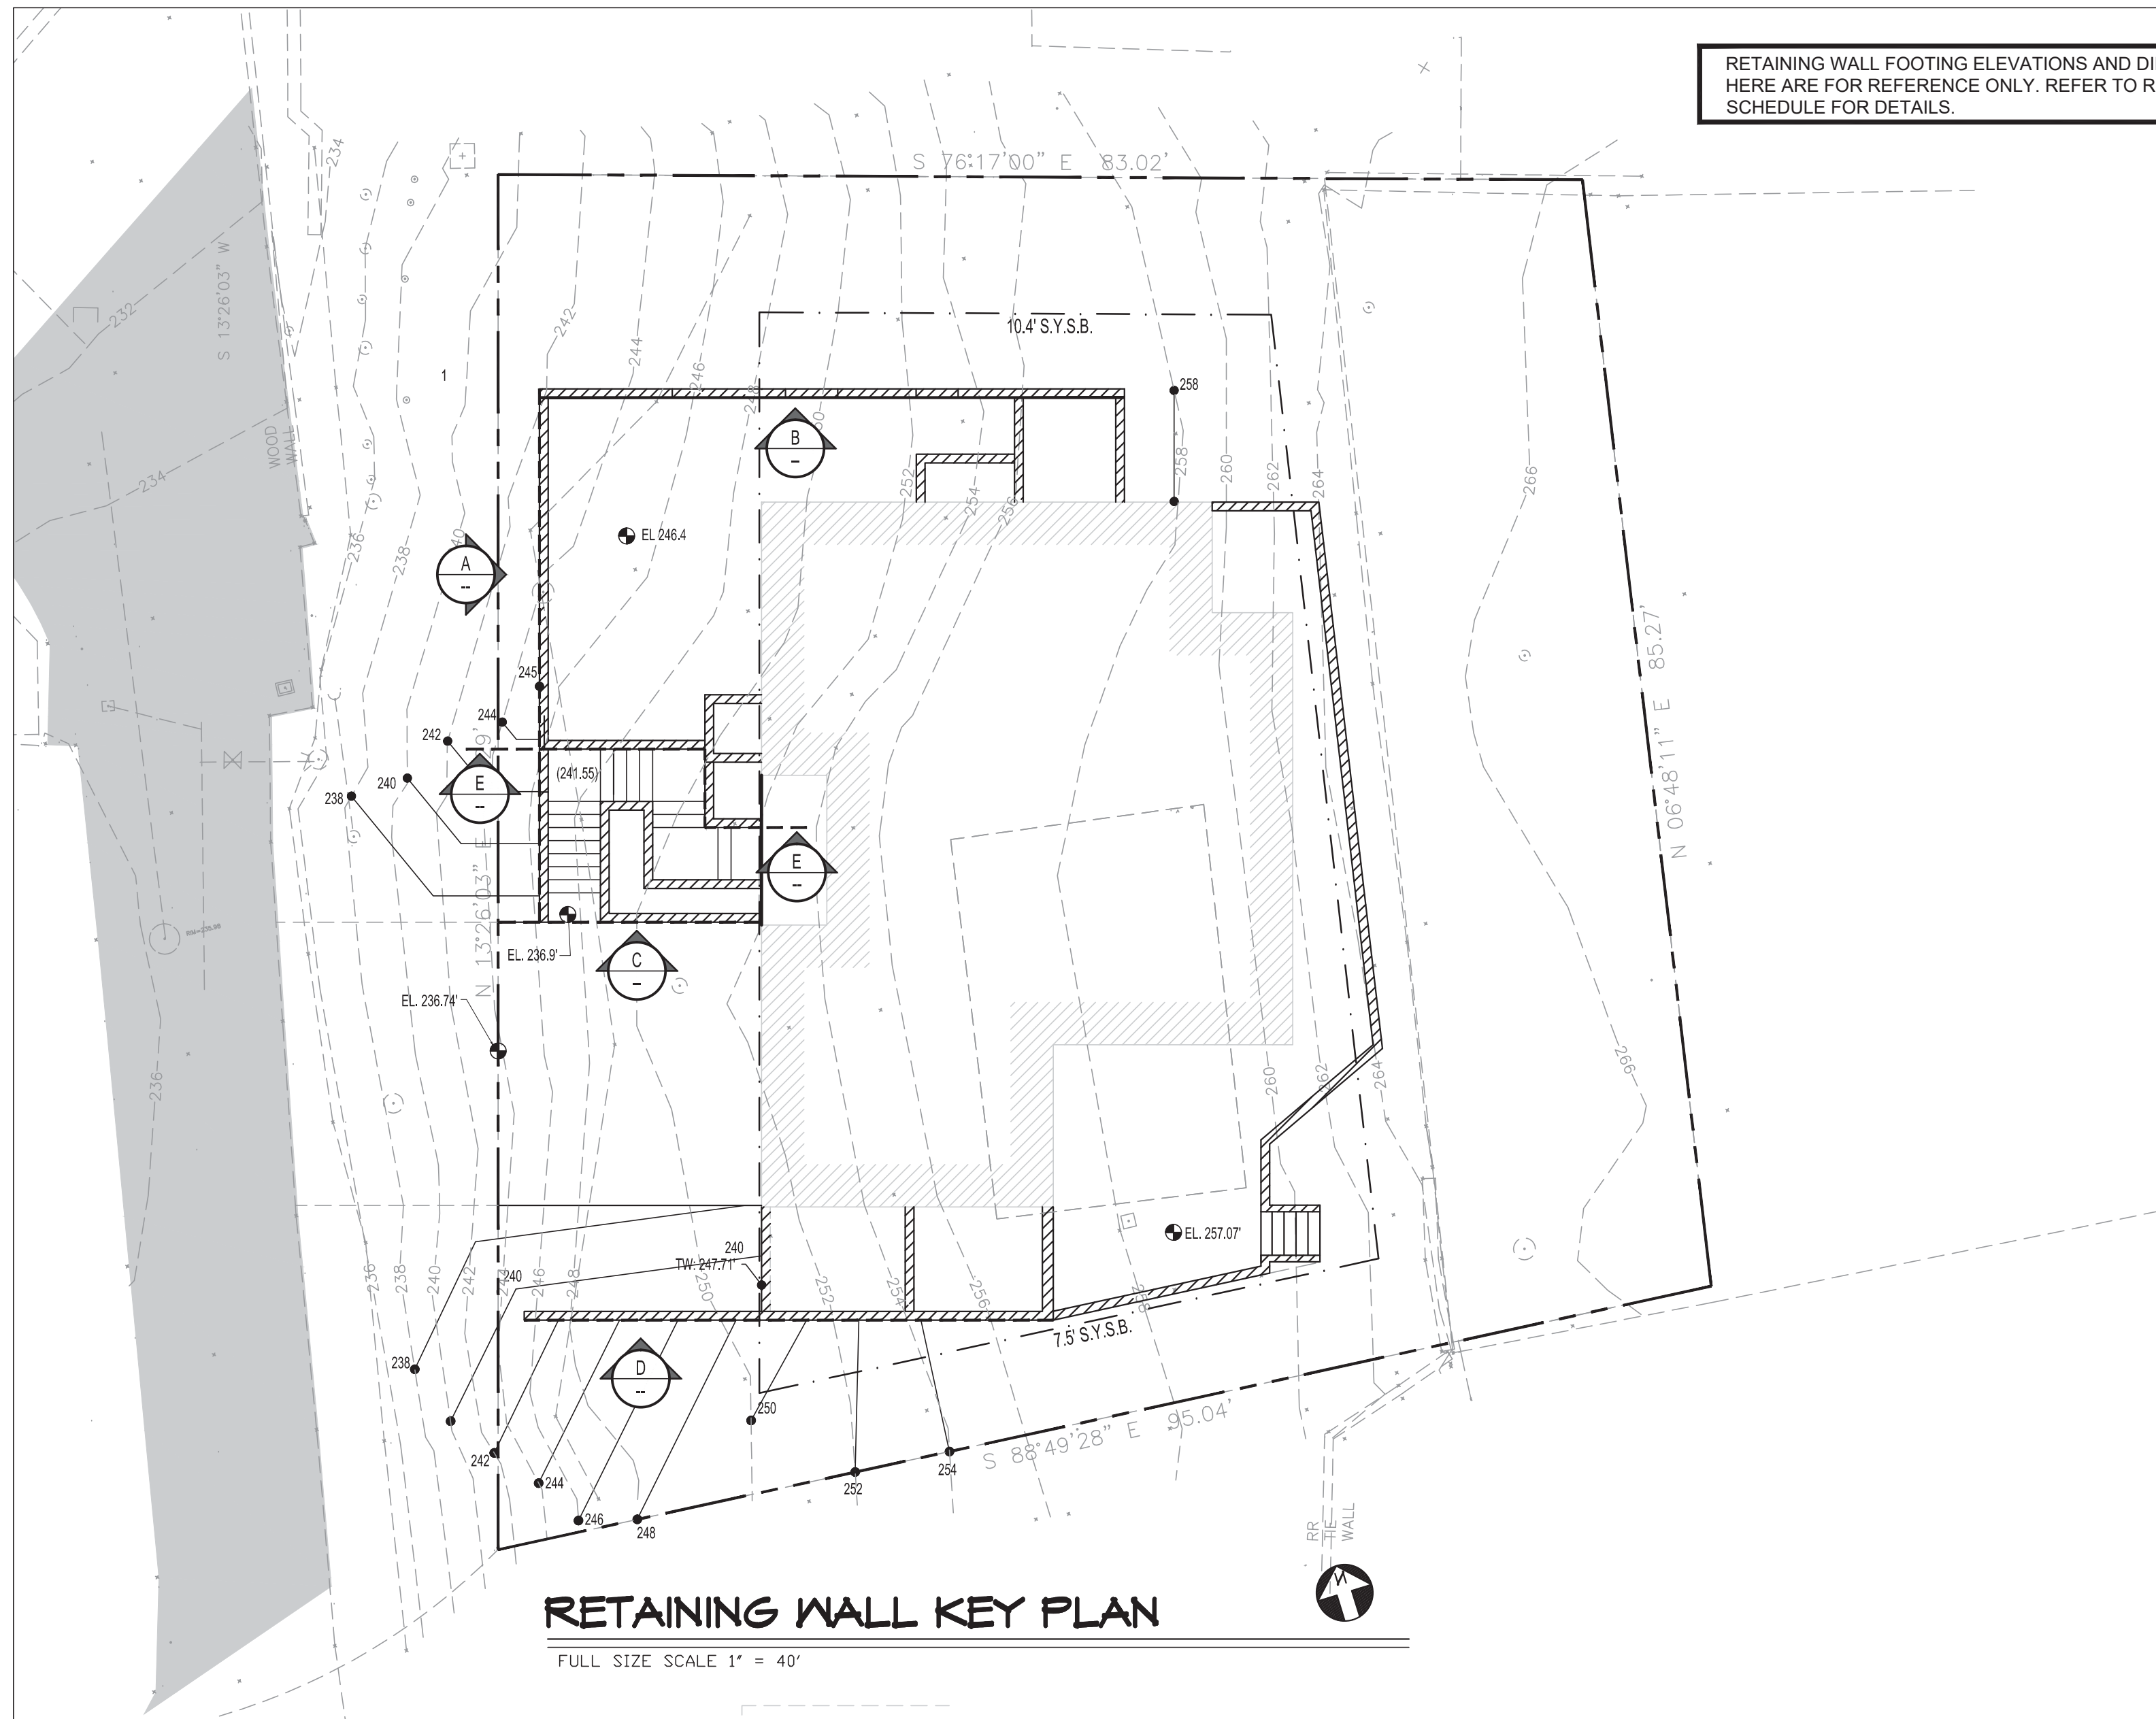 RETAINING WALL FOOTING ELEVATIONS AND DI
HERE ARE FOR REFERENCE ONLY. REFER TO R
SCHEDULE FOR DETAILS.
S 76°17'00" E 83.02'
234
S 13°26'03" W
232
242
10.4' S.Y.S.B.
244
246
248
1
258
B
–
WOOD
WALL
234
252
254
256
258
260
262
264
266
236
238
40
A
--
EL 246.4
245
244
242
240
238
E
--
(241.55)
N 06°48'11" E 85.27'
N 13°26'03" E
9'
E
--
EL. 236.9'
C
–
EL. 236.74'
236
260
262
264
266
EL. 257.07'
240
TW. 247.71'
240
236
238
240
242
244
246
248
250
252
254
256
258
7.5' S.Y.S.B.
D
--
238
242
244
246
248
250
252
254
S 88°49'28" E 95.04'
RR
TIE
WALL
N
RETAINING WALL KEY PLAN
FULL SIZE SCALE 1" = 40'